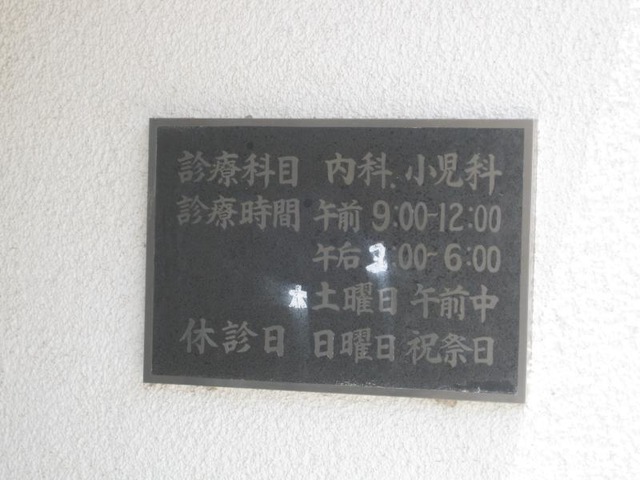 診療科目 内科、小児科
診療時間 午前 9:00~12:00
午后 3:00~6:00
木土曜日 午前中
休診日 日曜日 祝祭日